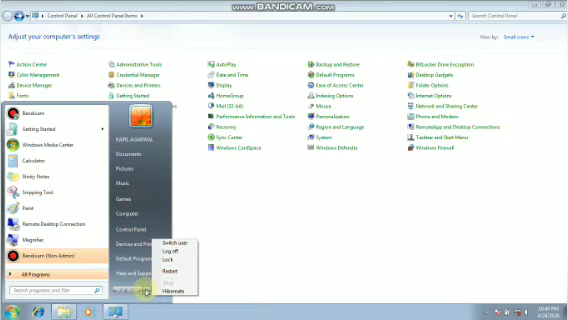 www.BANDICAM.com
Control Panel ▸ All Control Panel Items ▸
Search Control Panel
Adjust your computer's settings
View by: Small icons
Action Center
Administrative Tools
AutoPlay
Backup and Restore
BitLocker Drive Encryption
Color Management
Credential Manager
Date and Time
Default Programs
Desktop Gadgets
Device Manager
Devices and Printers
Display
Ease of Access Center
Folder Options
Fonts
Getting Started
HomeGroup
Indexing Options
Internet Options
Mail (32-bit)
Mouse
Network and Sharing Center
Performance Information and Tools
Personalization
Phone and Modem
Recovery
Region and Language
RemoteApp and Desktop Connections
Sync Center
System
Taskbar and Start Menu
Windows CardSpace
Windows Defender
Windows Firewall
Bandicam
Getting Started
Windows Media Center
Calculator
Sticky Notes
Snipping Tool
Paint
Remote Desktop Connection
Magnifier
Bandicam (Non Admin)
All Programs
Search programs and files
KAPIL AGARWAL
Documents
Pictures
Music
Games
Computer
Control Panel
Devices and Prin
Default Program
Help and Suppo
Switch user
Log off
Lock
Restart
Sleep
Hibernate
10:48 PM
6/24/2020